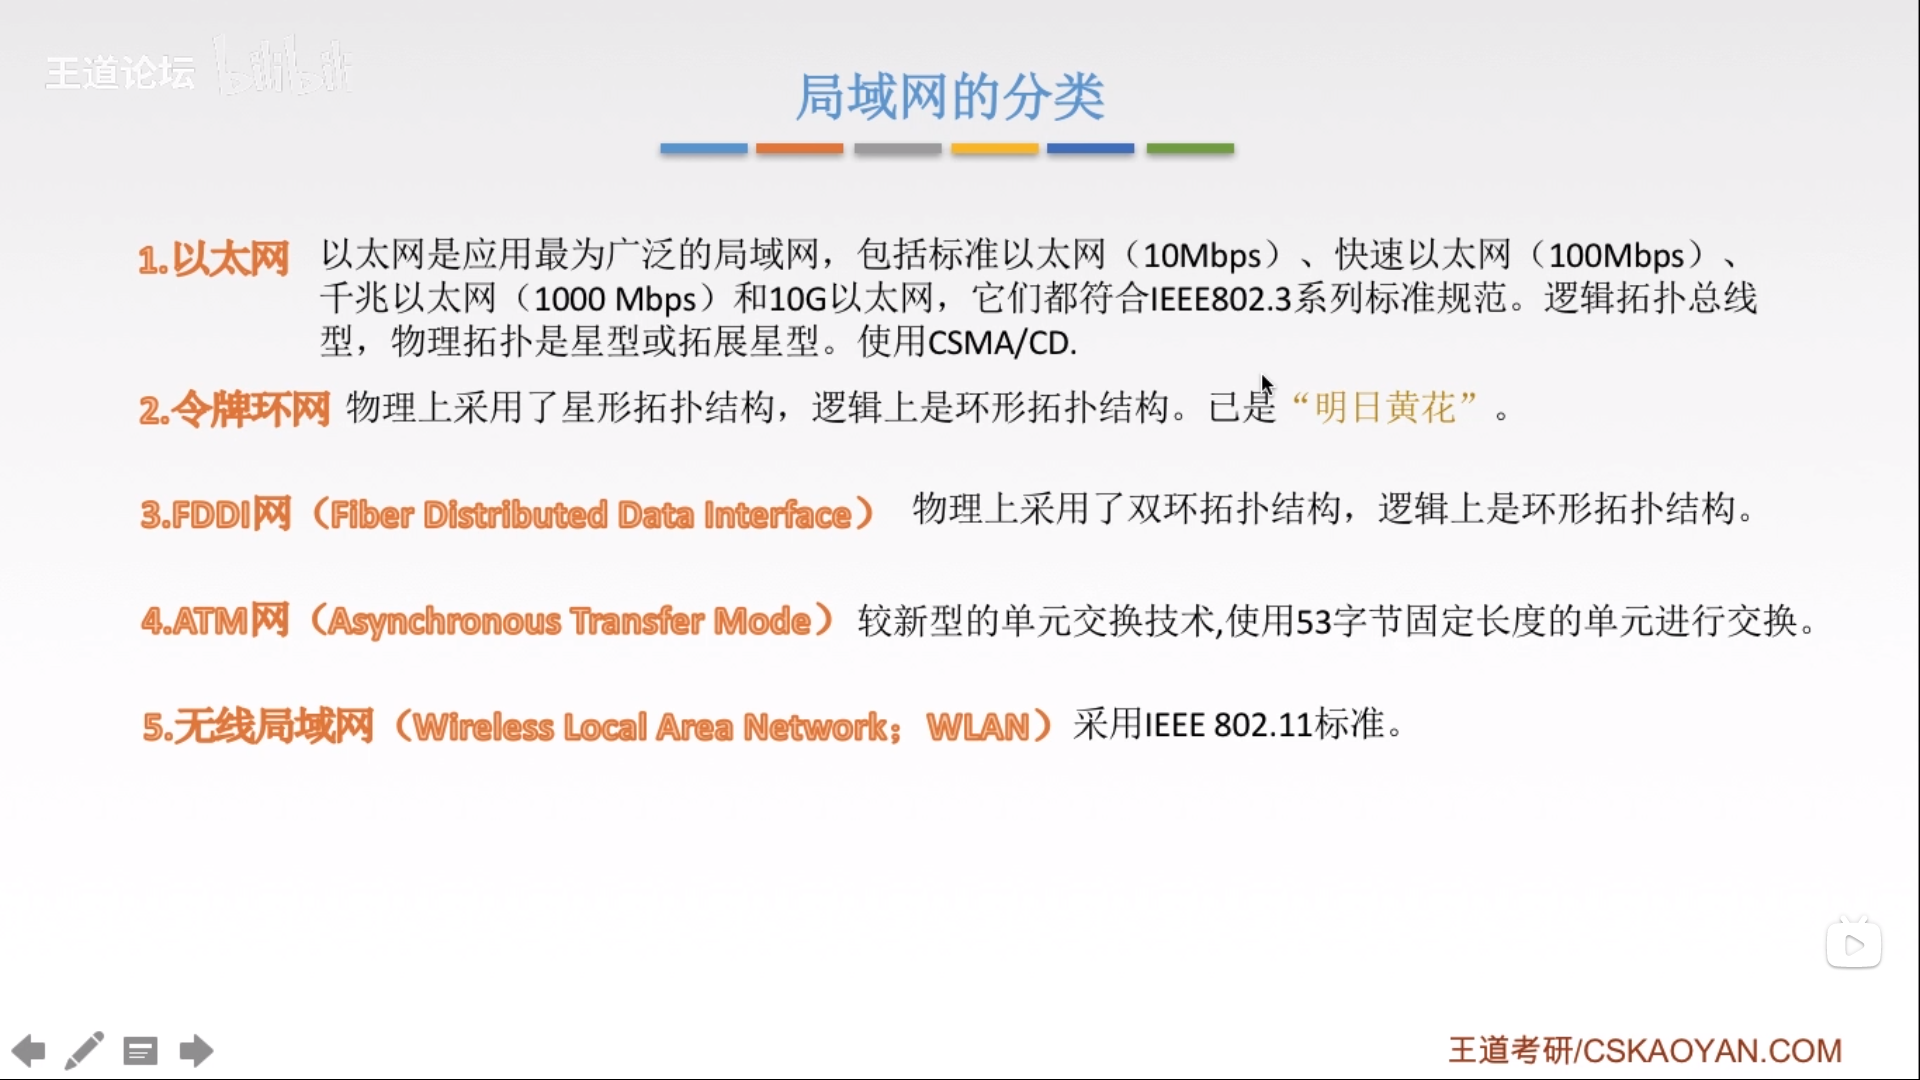 王道论坛 bilibili
局域网的分类
1.以太网 以太网是应用最为广泛的局域网，包括标准以太网（10Mbps）、快速以太网（100Mbps）、
千兆以太网（1000 Mbps）和10G以太网，它们都符合IEEE802.3系列标准规范。逻辑拓扑总线
型，物理拓扑是星型或拓展星型。使用CSMA/CD.
2.令牌环网 物理上采用了星形拓扑结构，逻辑上是环形拓扑结构。己是“明日黄花”。
3.FDDI网（Fiber Distributed Data Interface） 物理上采用了双环拓扑结构，逻辑上是环形拓扑结构。
4.ATM网（Asynchronous Transfer Mode） 较新型的单元交换技术,使用53字节固定长度的单元进行交换。
5.无线局域网（Wireless Local Area Network；WLAN） 采用IEEE 802.11标准。
王道考研/CSKAOYAN.COM